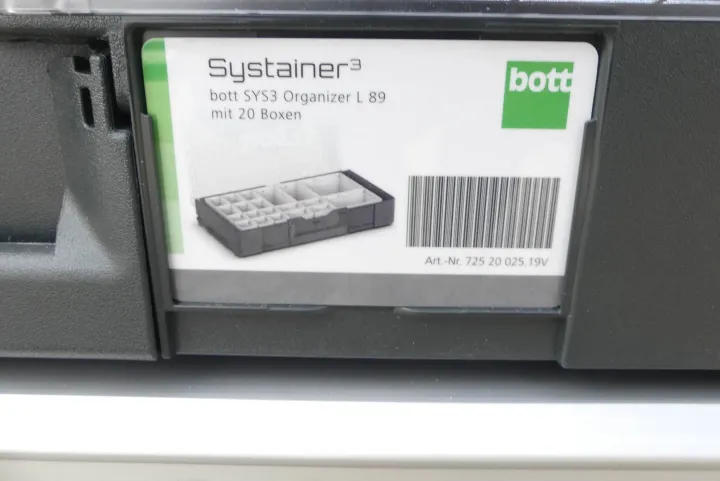 Systainer³
bott SYS3 Organizer L 89
mit 20 Boxen
bott
Art.-Nr. 725 20 025.19V